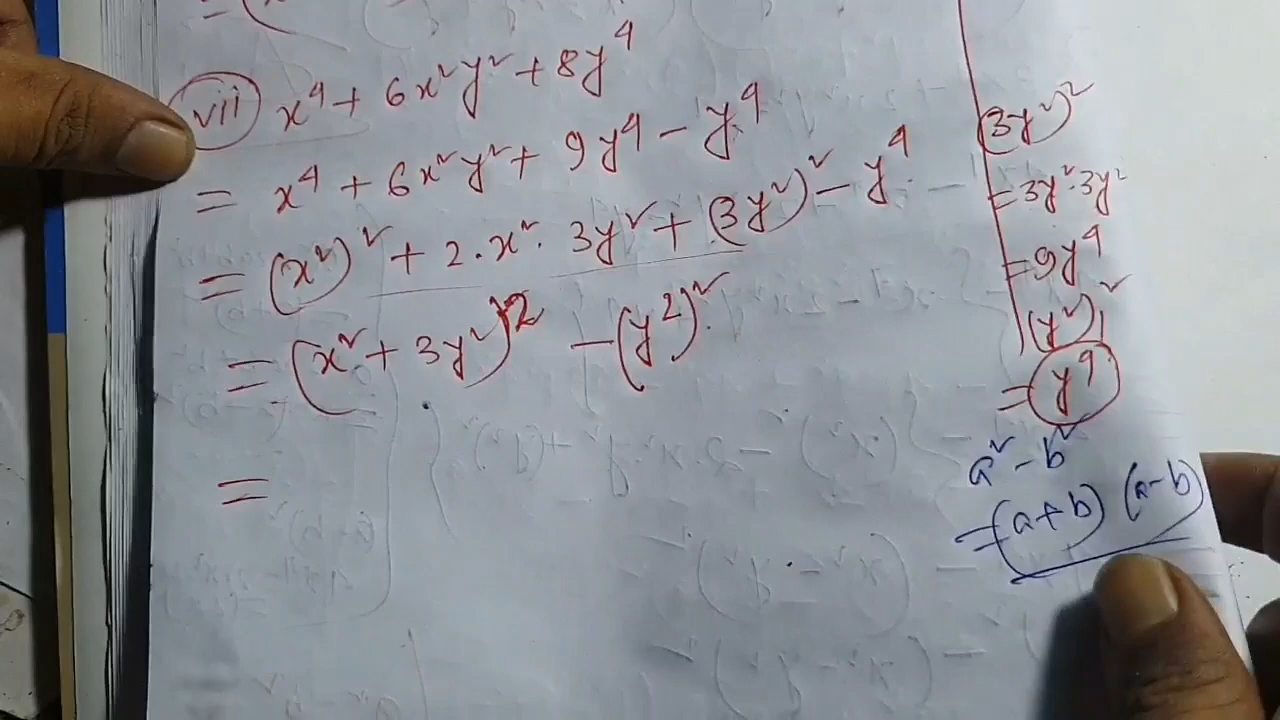 (vii) x⁴ + 6x²y² + 8y⁴
= x⁴ + 6x²y² + 9y⁴ - y⁴
= (x²)² + 2·x²· 3y² + (3y²)² - y⁴
= (x² + 3y²)² - (y²)²
=
(3y²)²
= 3y²·3y²
= 9y⁴
(y²)²
= y⁴
a² - b²
= (a+b) (a-b)